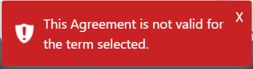 This Agreement is not valid for X
the term selected.